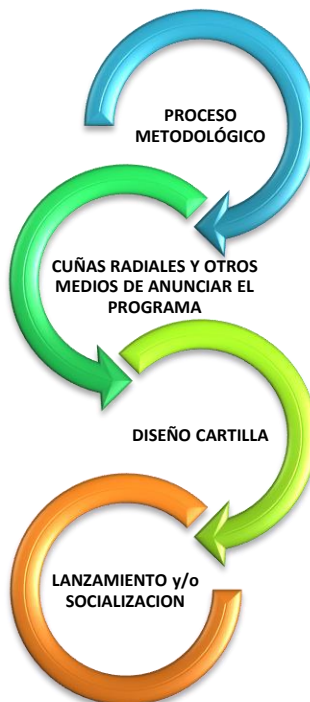 PROCESO
METODOLÓGICO
CUÑAS RADIALES Y OTROS
MEDIOS DE ANUNCIAR EL
PROGRAMA
DISEÑO CARTILLA
LANZAMIENTO y/o
SOCIALIZACION